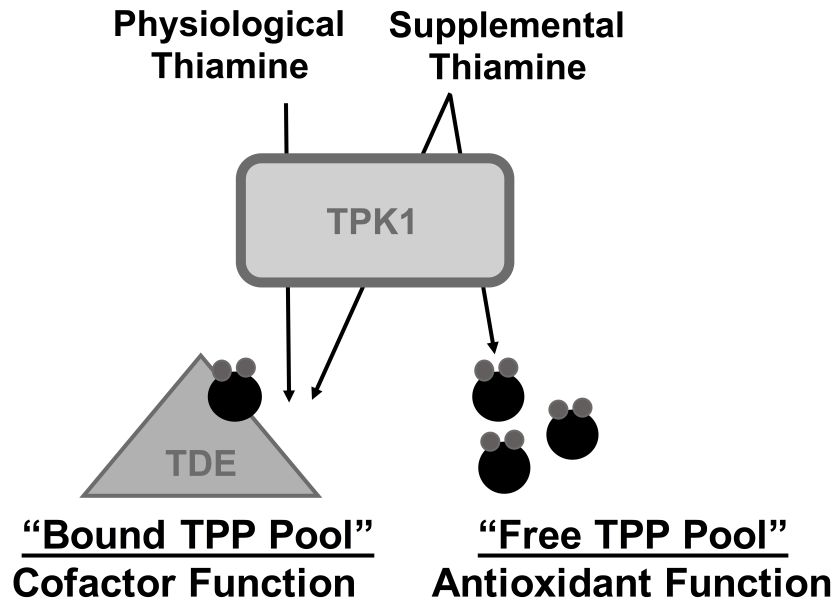 Physiological
Thiamine
Supplemental
Thiamine
TPK1
TDE
“Bound TPP Pool”
Cofactor Function
“Free TPP Pool”
Antioxidant Function